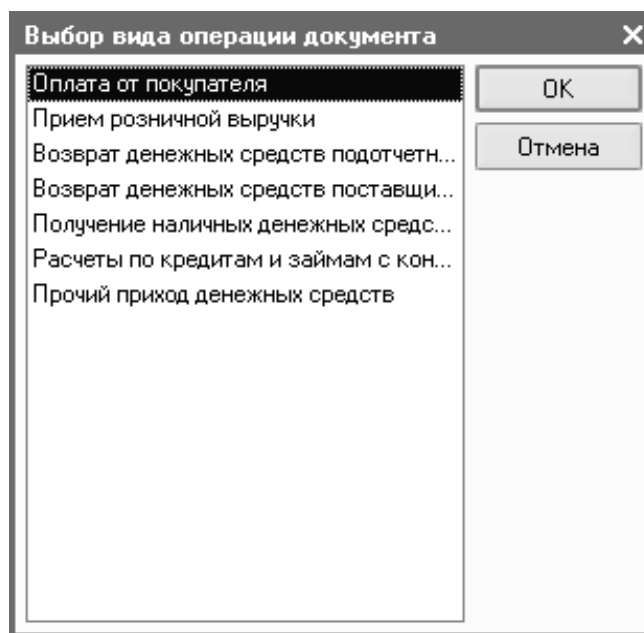 Выбор вида операции документа
Оплата от покупателя
Прием розничной выручки
Возврат денежных средств подотчетн...
Возврат денежных средств поставщи...
Получение наличных денежных средс...
Расчеты по кредитам и займам с кон...
Прочий приход денежных средств
OK
Отмена